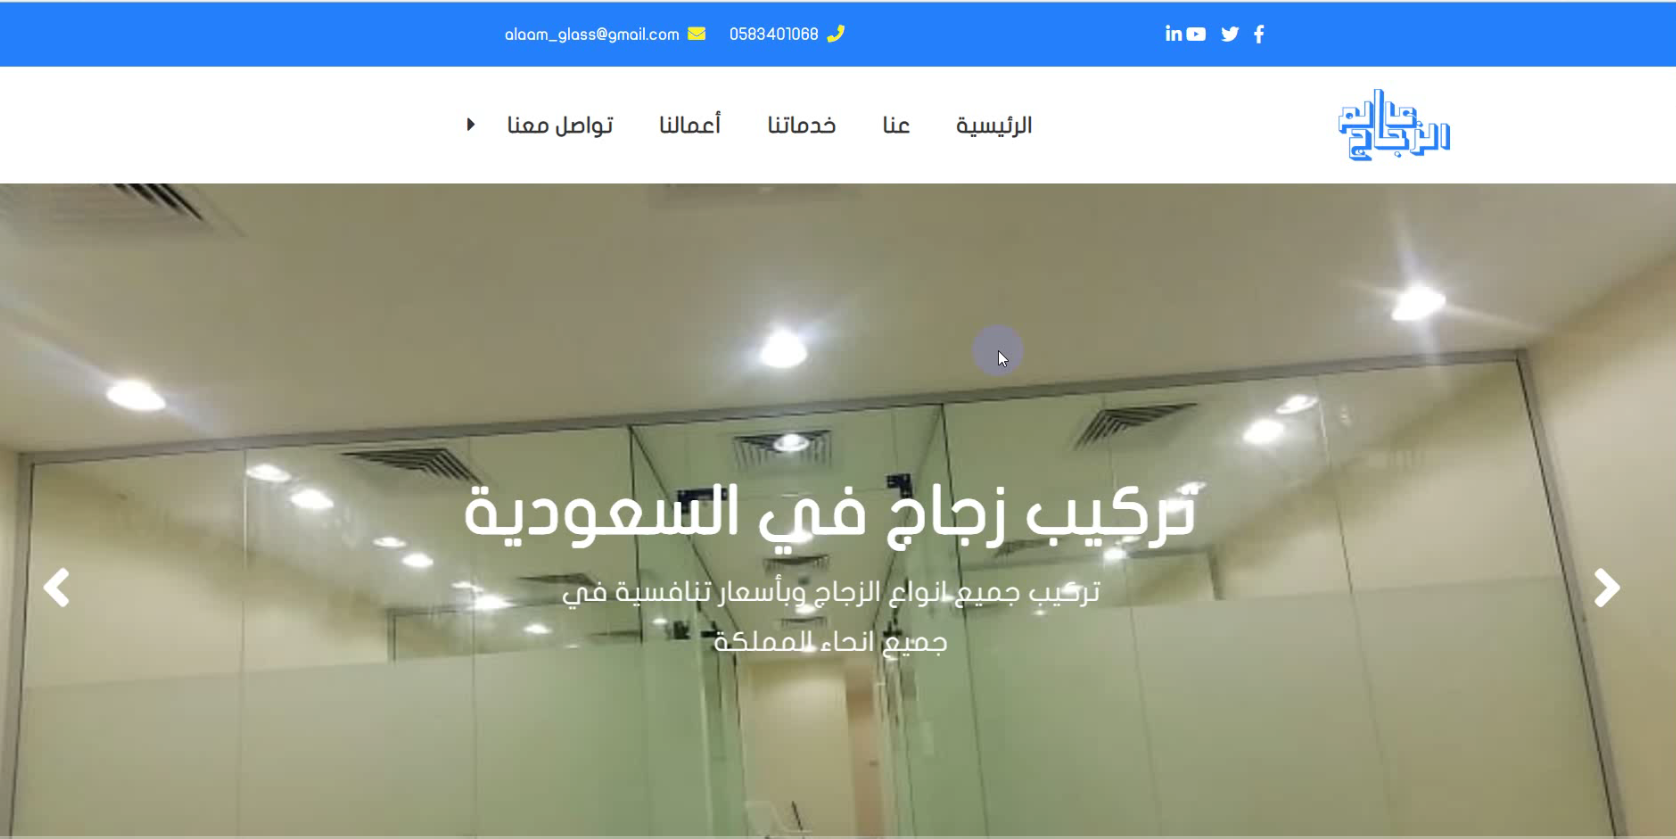 0583401068 alaam_glass@gmail.com
عالم
الزجاج
الرئيسية عنا خدماتنا أعمالنا تواصل معنا
تركيب زجاج في السعودية
تركيب جميع انواع الزجاج وبأسعار تنافسية في
جميع انحاء المملكة